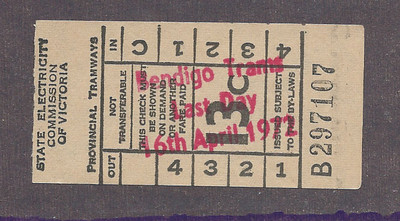 STATE ELECTRICITY
COMMISSION
OF VICTORIA
PROVINCIAL TRAMWAYS
OUT IN
NOT
TRANSFERABLE
THIS CHECK MUST
BE SHOWN
ON DEMAND
OR ANOTHER
FARE PAID
3c
ISSUED SUBJECT
TO THE BY-LAWS
B297107
C 1 2 3 4
4 3 2 1
Bendigo Trams
Last Day
16th April 1972